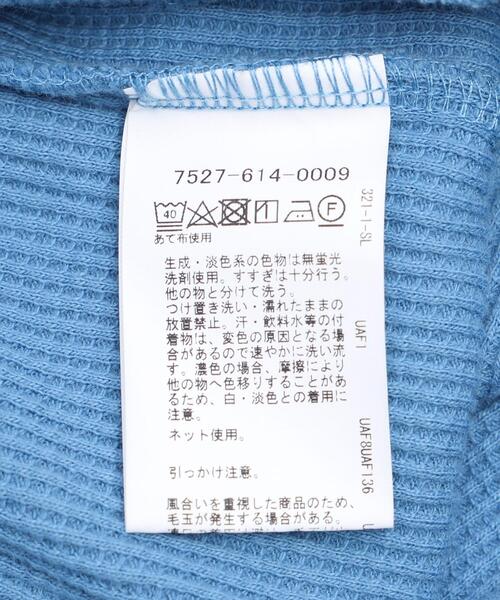 7527-614-0009
40 F
あて布使用
生成・淡色系の色物は無蛍光
洗剤使用。すすぎは十分行う。
他の物と分けて洗う。
つけ置き洗い・濡れたままの
放置禁止。汗・飲料水等の付
着物は、変色の原因となる場
合があるので速やかに洗い流
す。濃色の場合、摩擦により
他の物へ色移りすることがあ
るため、白・淡色との着用に
注意。
ネット使用。
引っかけ注意。
風合いを重視した商品のため、
毛玉が発生する場合がある。
321-1-SL
UAF1
UAF8UAF136